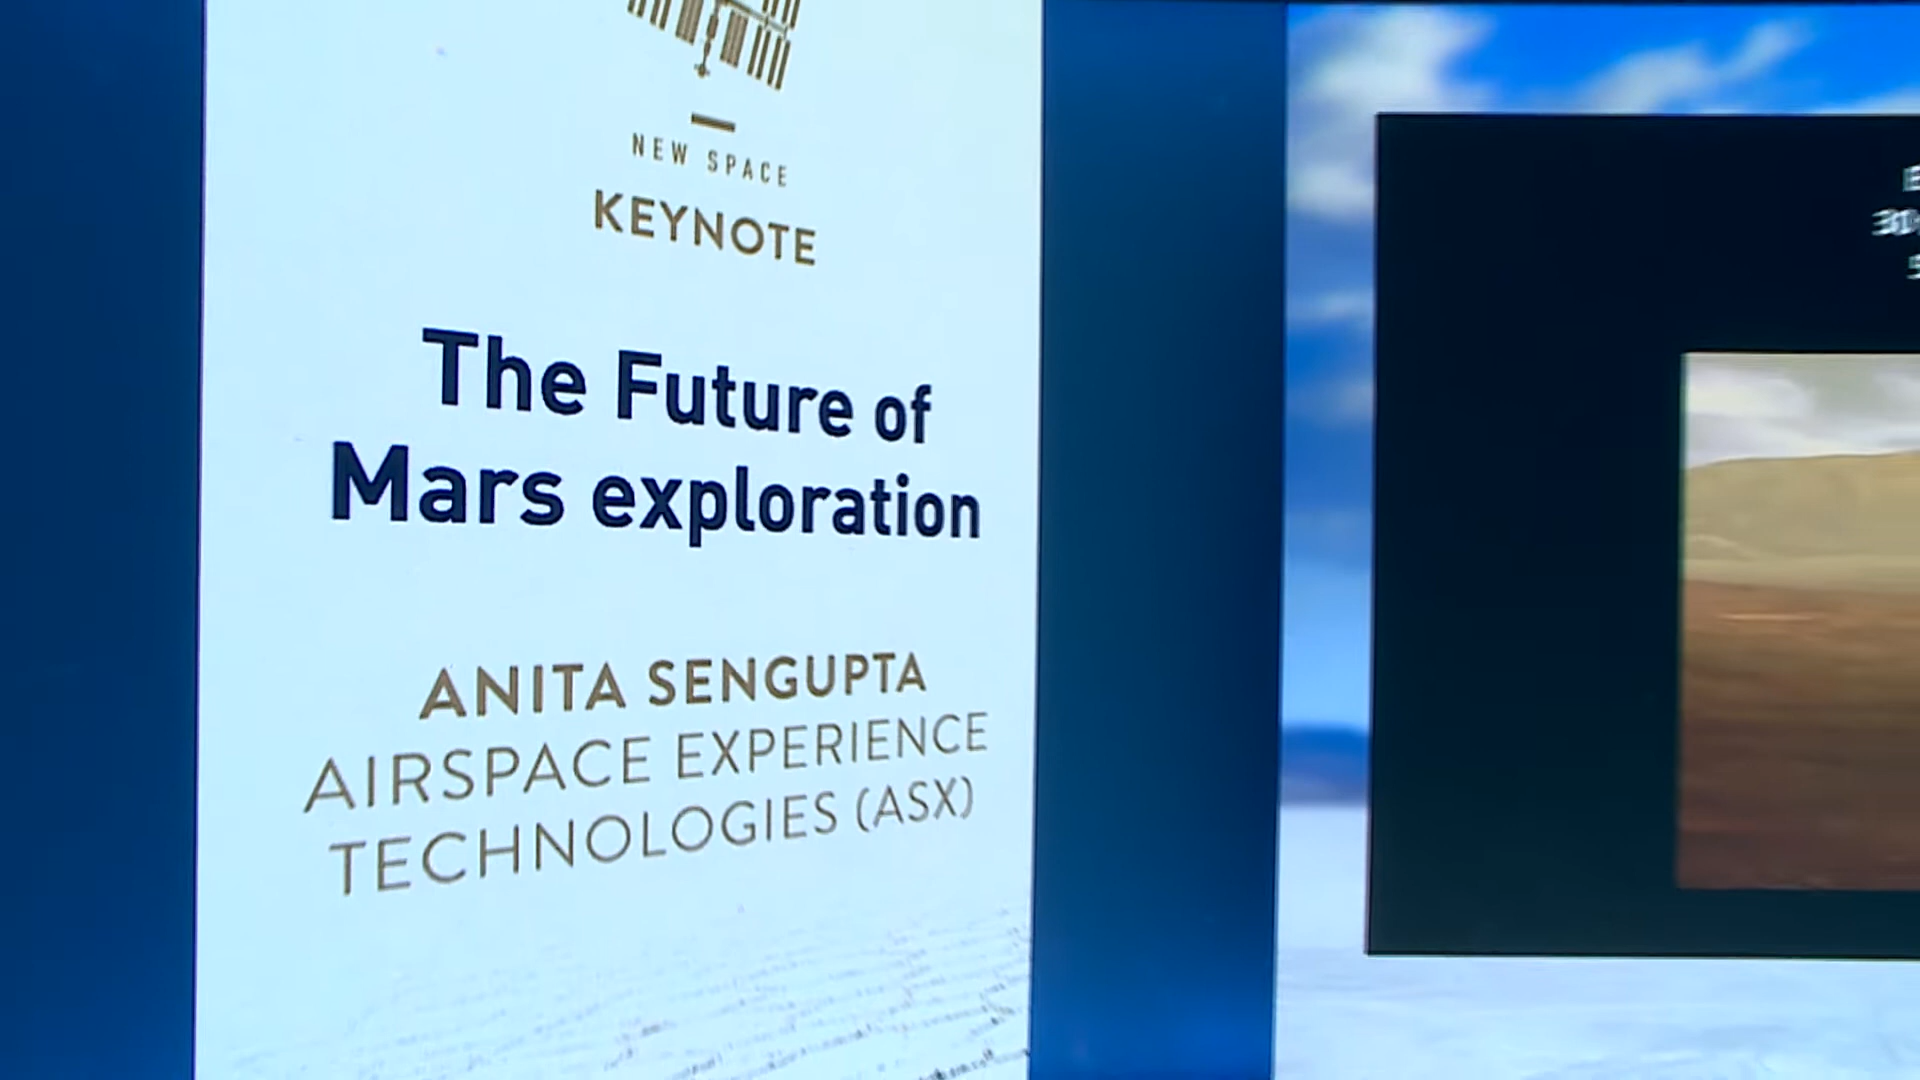 NEW SPACE
KEYNOTE
The Future of
Mars exploration
ANITA SENGUPTA
AIRSPACE EXPERIENCE
TECHNOLOGIES (ASX)